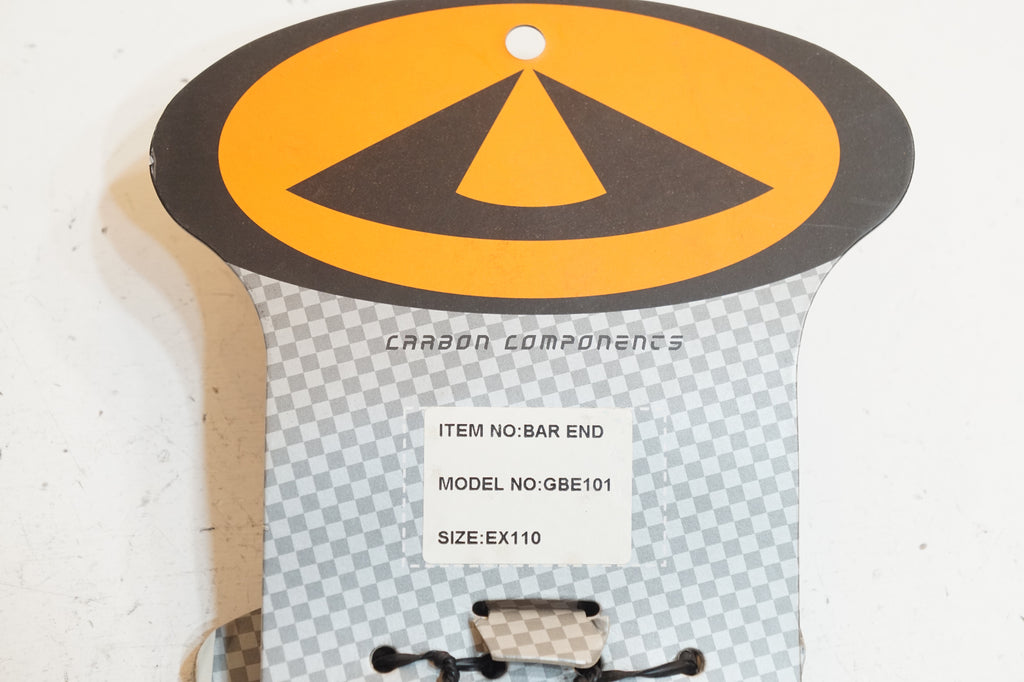 CARBON COMPONENTS
ITEM NO:BAR END
MODEL NO:GBE101
SIZE:EX110